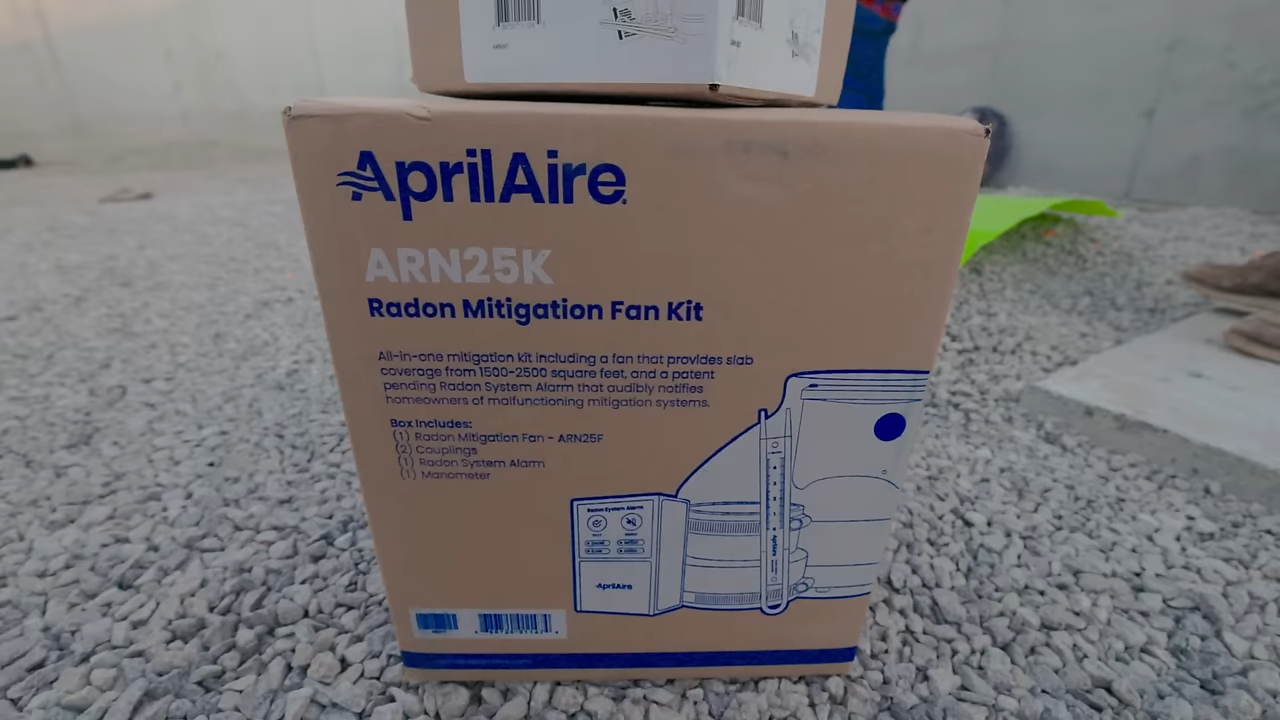 AprilAire
ARN25K
Radon Mitigation Fan Kit
All-in-one mitigation kit including a fan that provides slab
coverage from 1500-2500 square feet, and a patent
pending Radon System Alarm that audibly notifies
homeowners of malfunctioning mitigation systems.
Box Includes:
(1) Radon Mitigation Fan - ARN25F
(2) Couplings
(1) Radon System Alarm
(1) Manometer
Radon System Alarm
AprilAire
AprilAire